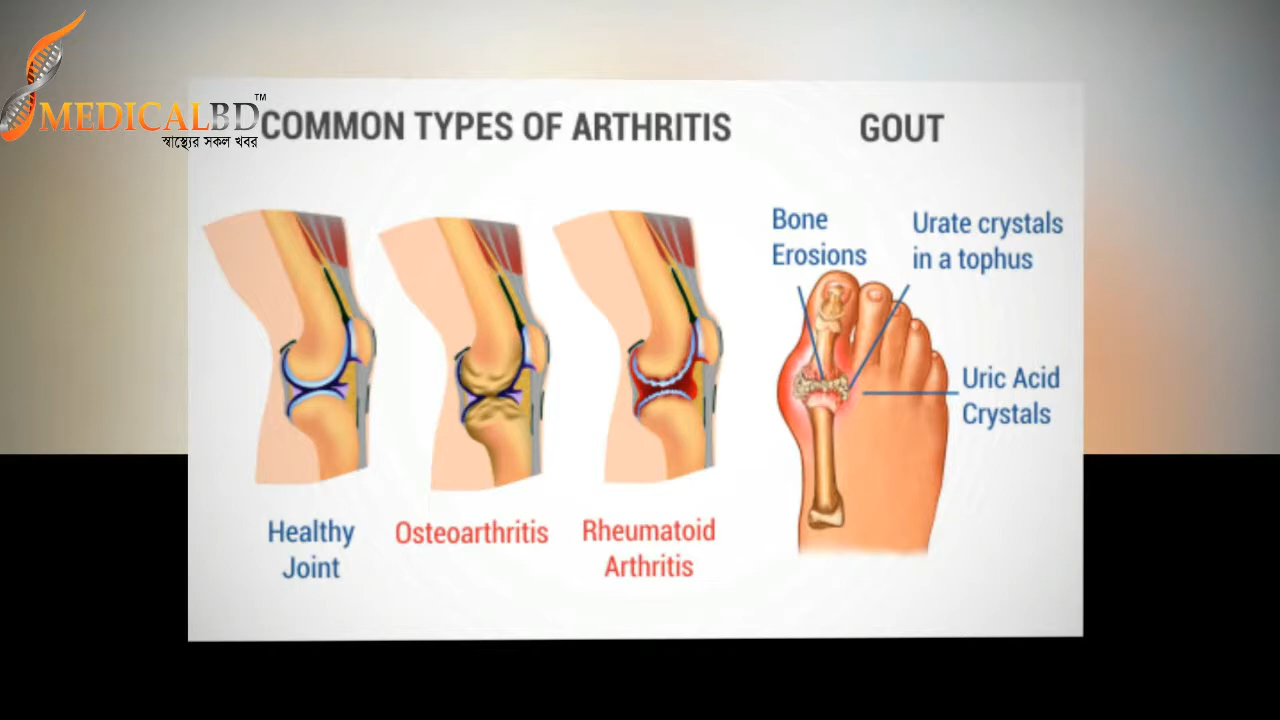 MEDICALBD™
স্বাস্থ্যের সকল খবর
COMMON TYPES OF ARTHRITIS
GOUT
Bone
Erosions
Urate crystals
in a tophus
Uric Acid
Crystals
Healthy
Joint
Osteoarthritis
Rheumatoid
Arthritis